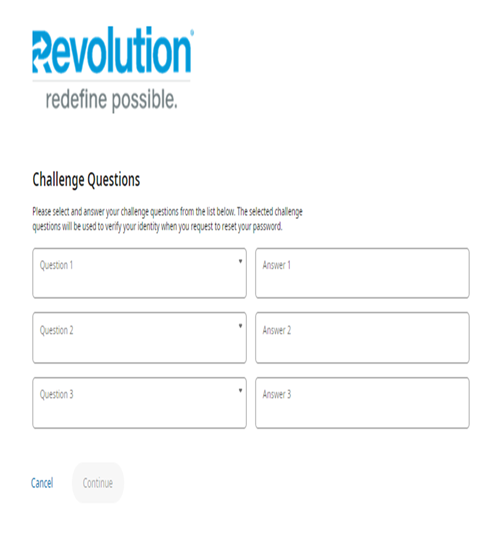 Revolution®
redefine possible.
Challenge Questions
Please select and answer your challenge questions from the list below. The selected challenge
questions will be used to verify your identity when you request to reset your password.
Question 1
Answer 1
Question 2
Answer 2
Question 3
Answer 3
Cancel
Continue